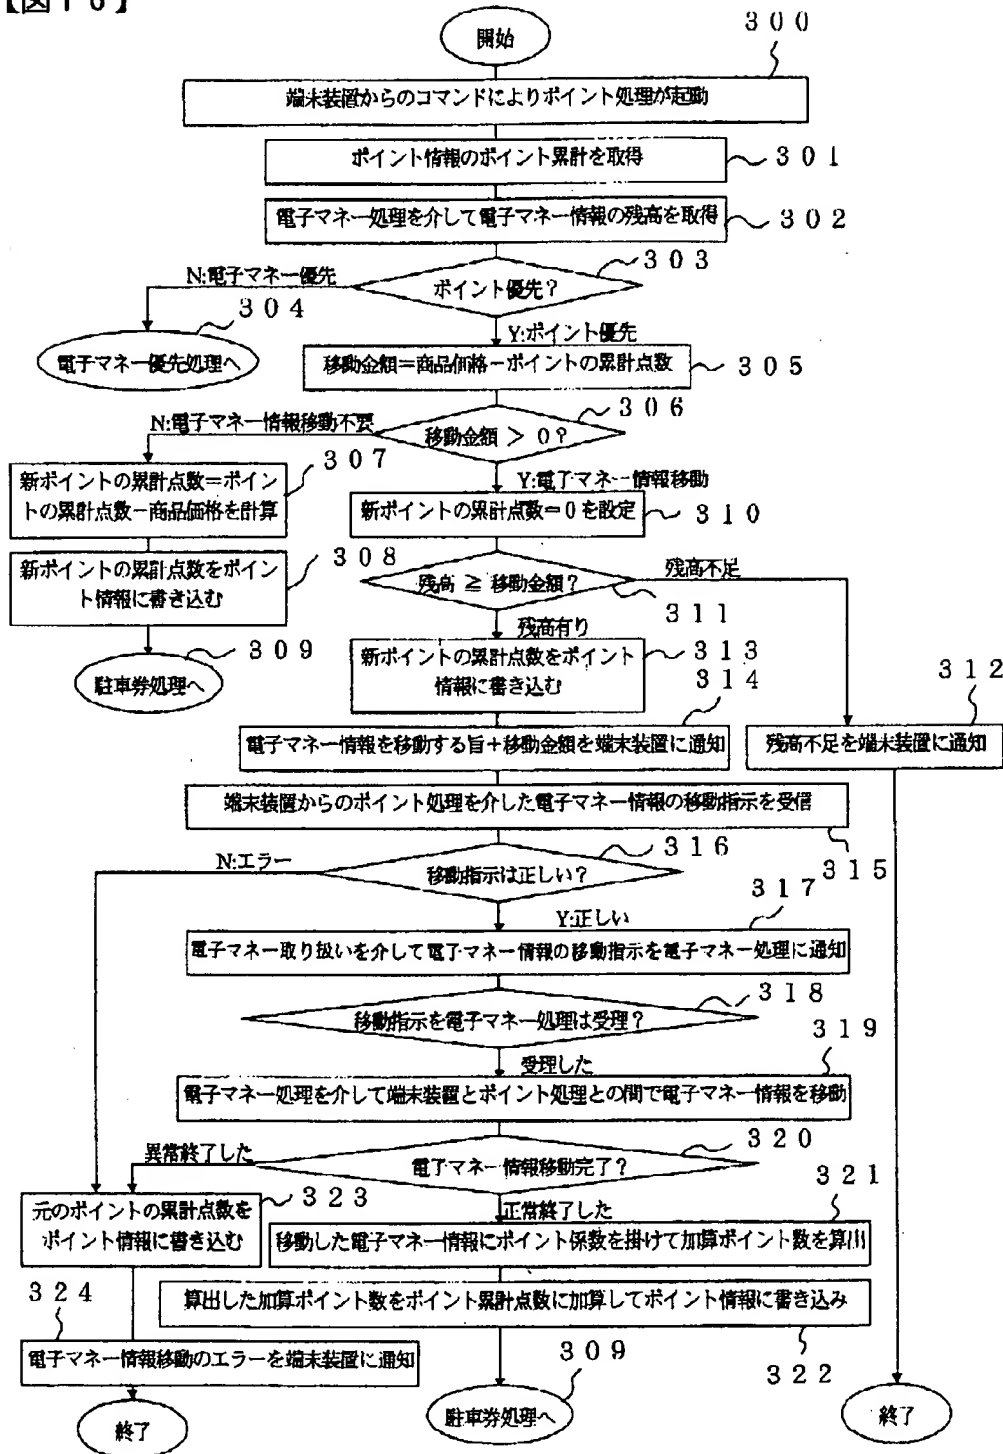 【図１６】
開始
３００
端末装置からのコマンドによりポイント処理が起動
ポイント情報のポイント累計を取得
３０１
電子マネー処理を介して電子マネー情報の残高を取得
３０２
３０３
N:電子マネー優先
ポイント優先?
３０４
Y:ポイント優先
電子マネー優先処理へ
移動金額=商品価格−ポイントの累計点数
３０５
３０６
N:電子マネー情報移動不要
移動金額 > 0?
３０７
Y:電子マネー情報移動
新ポイントの累計点数=ポイン
トの累計点数−商品価格を計算
新ポイントの累計点数=0を設定
３１０
３０８
新ポイントの累計点数をポイン
ト情報に書き込む
残高 ≧ 移動金額?
残高不足
３１１
残高有り
３０９
駐車券処理へ
新ポイントの累計点数をポイント
情報に書き込む
３１３
３１４
３１２
電子マネー情報を移動する旨+移動金額を端末装置に通知
残高不足を端末装置に通知
端末装置からのポイント処理を介した電子マネー情報の移動指示を受信
３１５
３１６
N:エラー
移動指示は正しい?
３１７
Y:正しい
電子マネー取り扱いを介して電子マネー情報の移動指示を電子マネー処理に通知
３１８
移動指示を電子マネー処理は受理?
３１９
受理した
電子マネー処理を介して端末装置とポイント処理との間で電子マネー情報を移動
３２０
異常終了した
電子マネー情報移動完了?
３２１
３２３
正常終了した
元のポイントの累計点数を
ポイント情報に書き込む
移動した電子マネー情報にポイント係数を掛けて加算ポイント数を算出
３２４
算出した加算ポイント数をポイント累計点数に加算してポイント情報に書き込み
３２２
電子マネー情報移動のエラーを端末装置に通知
３０９
終了
駐車券処理へ
終了